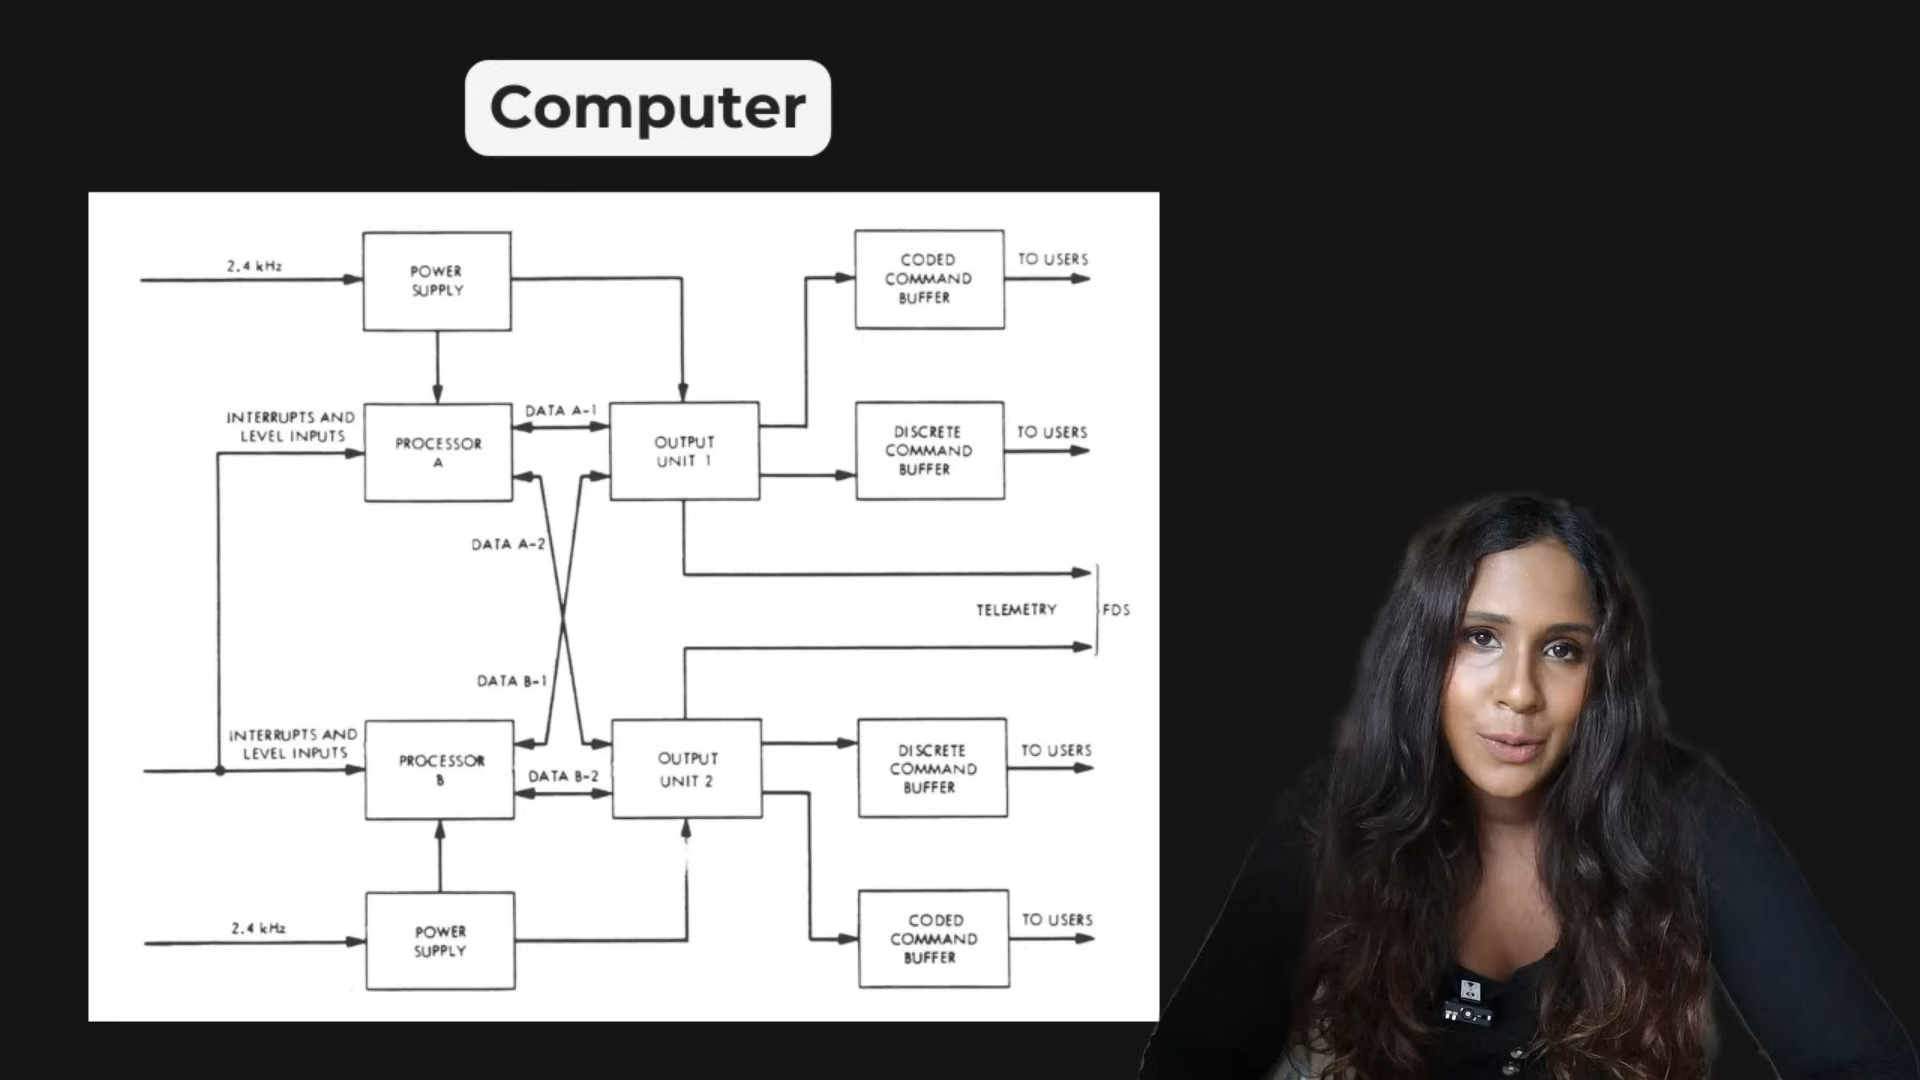 Computer
2.4 kHz
POWER
SUPPLY
CODED
COMMAND
BUFFER
TO USERS
INTERRUPTS AND
LEVEL INPUTS
PROCESSOR
A
DATA A-1
OUTPUT
UNIT 1
DISCRETE
COMMAND
BUFFER
TO USERS
DATA A-2
TELEMETRY
FDS
DATA B-1
INTERRUPTS AND
LEVEL INPUTS
PROCESSOR
B
DATA B-2
OUTPUT
UNIT 2
DISCRETE
COMMAND
BUFFER
TO USERS
2.4 kHz
POWER
SUPPLY
CODED
COMMAND
BUFFER
TO USERS